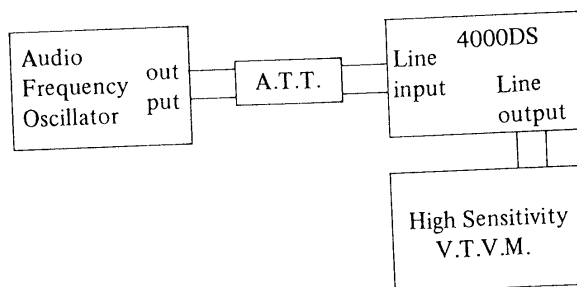 Audio
Frequency
Oscillator
out
put
A.T.T.
4000DS
Line
input
Line
output
High Sensitivity
V.T.V.M.